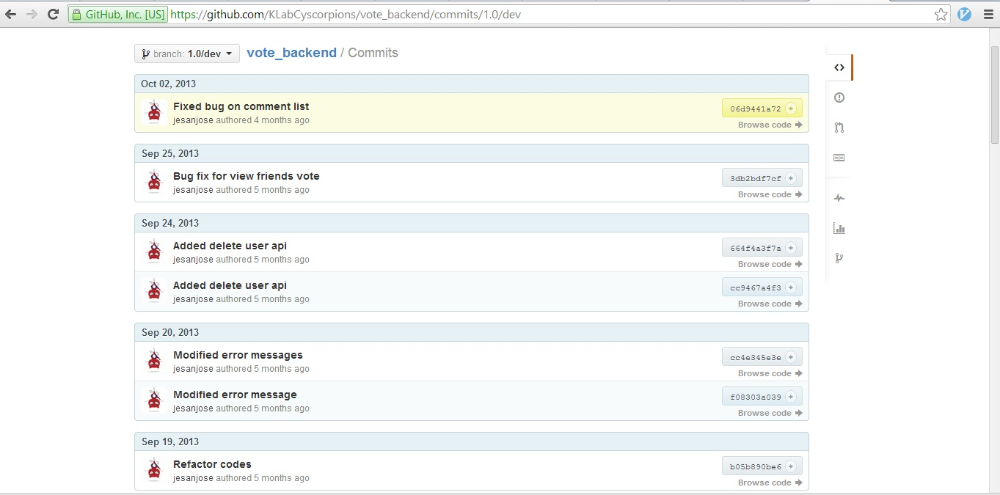 GitHub, Inc. [US] https://github.com/KLabCyscorpions/vote_backend/commits/1.0/dev
branch: 1.0/dev vote_backend / Commits
Oct 02, 2013
Fixed bug on comment list
06d9441a72
jesanjose authored 4 months ago
Browse code
Sep 25, 2013
Bug fix for view friends vote
3db2bdf7cf
jesanjose authored 5 months ago
Browse code
Sep 24, 2013
Added delete user api
664f4a3f7a
jesanjose authored 5 months ago
Browse code
Added delete user api
cc9467a4f3
jesanjose authored 5 months ago
Browse code
Sep 20, 2013
Modified error messages
cc4e345e3e
jesanjose authored 5 months ago
Browse code
Modified error message
f08303a039
jesanjose authored 5 months ago
Browse code
Sep 19, 2013
Refactor codes
b05b890be6
jesanjose authored 5 months ago
Browse code